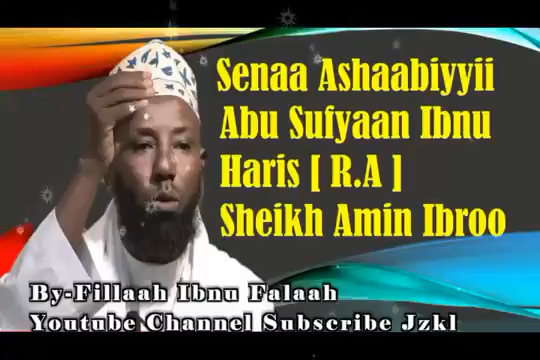 Senaa Ashaabiyyii
Abu Sufyaan Ibnu
Haris [ R.A ]
Sheikh Amin Ibroo
By-Fillaah Ibnu Falaah
Youtube Channel Subscribe Jzkl